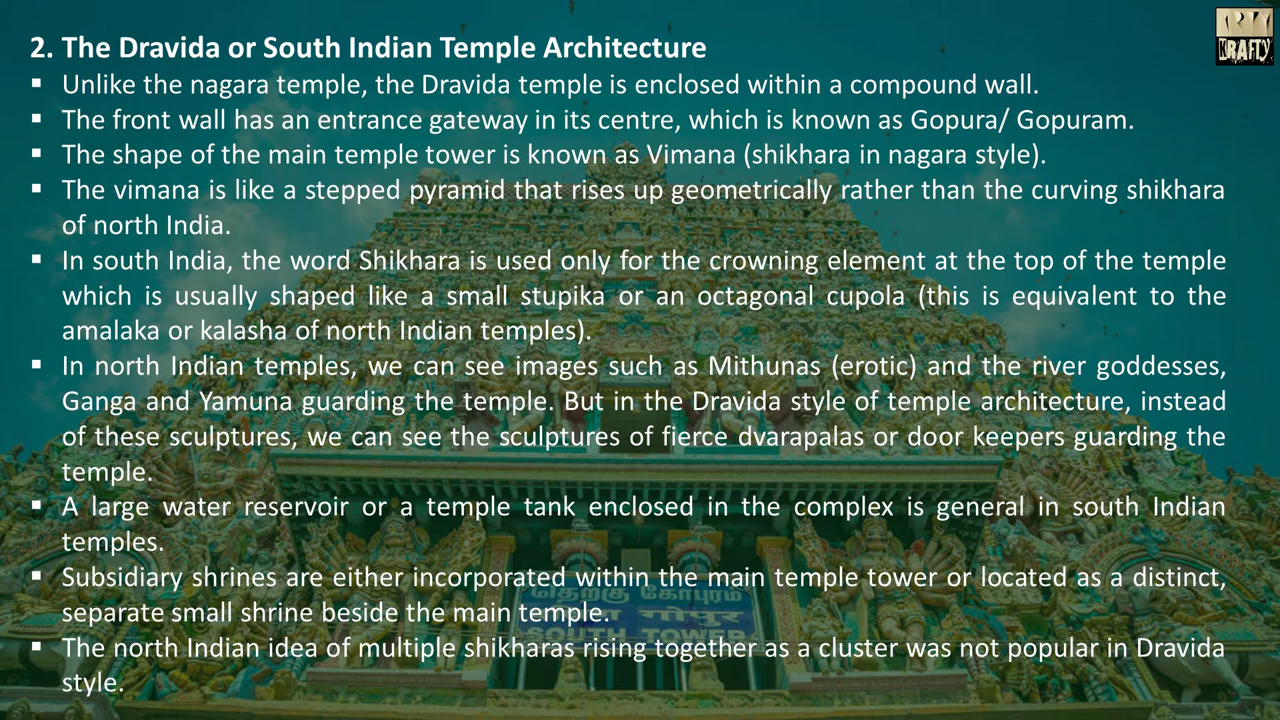 2. The Dravida or South Indian Temple Architecture
▪ Unlike the nagara temple, the Dravida temple is enclosed within a compound wall.
▪ The front wall has an entrance gateway in its centre, which is known as Gopura/ Gopuram.
▪ The shape of the main temple tower is known as Vimana (shikhara in nagara style).
▪ The vimana is like a stepped pyramid that rises up geometrically rather than the curving shikhara
of north India.
▪ In south India, the word Shikhara is used only for the crowning element at the top of the temple
which is usually shaped like a small stupika or an octagonal cupola (this is equivalent to the
amalaka or kalasha of north Indian temples).
▪ In north Indian temples, we can see images such as Mithunas (erotic) and the river goddesses,
Ganga and Yamuna guarding the temple. But in the Dravida style of temple architecture, instead
of these sculptures, we can see the sculptures of fierce dvarapalas or door keepers guarding the
temple.
▪ A large water reservoir or a temple tank enclosed in the complex is general in south Indian
temples.
▪ Subsidiary shrines are either incorporated within the main temple tower or located as a distinct,
separate small shrine beside the main temple.
▪ The north Indian idea of multiple shikharas rising together as a cluster was not popular in Dravida
style.
KRAFTY
தெற்கு கோபுரம்
गोपुर
SOUTH TOWER